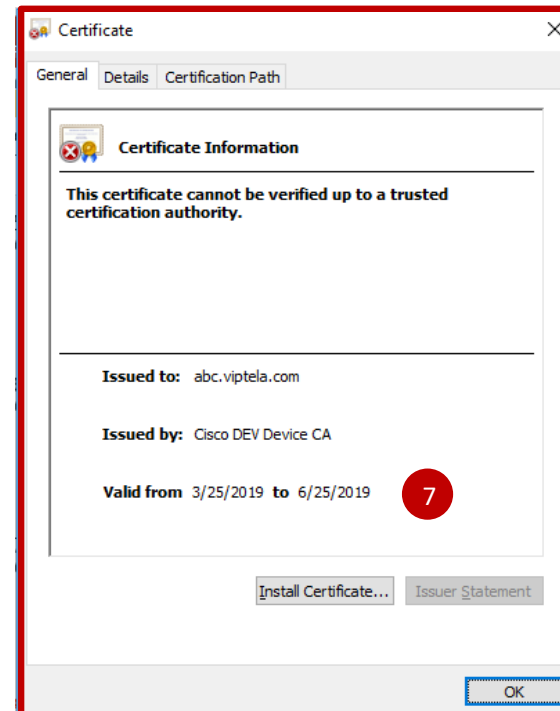 Certificate
General Details Certification Path
Certificate Information
This certificate cannot be verified up to a trusted
certification authority.
Issued to: abc.viptela.com
Issued by: Cisco DEV Device CA
Valid from 3/25/2019 to 6/25/2019
7
Install Certificate... Issuer Statement
OK